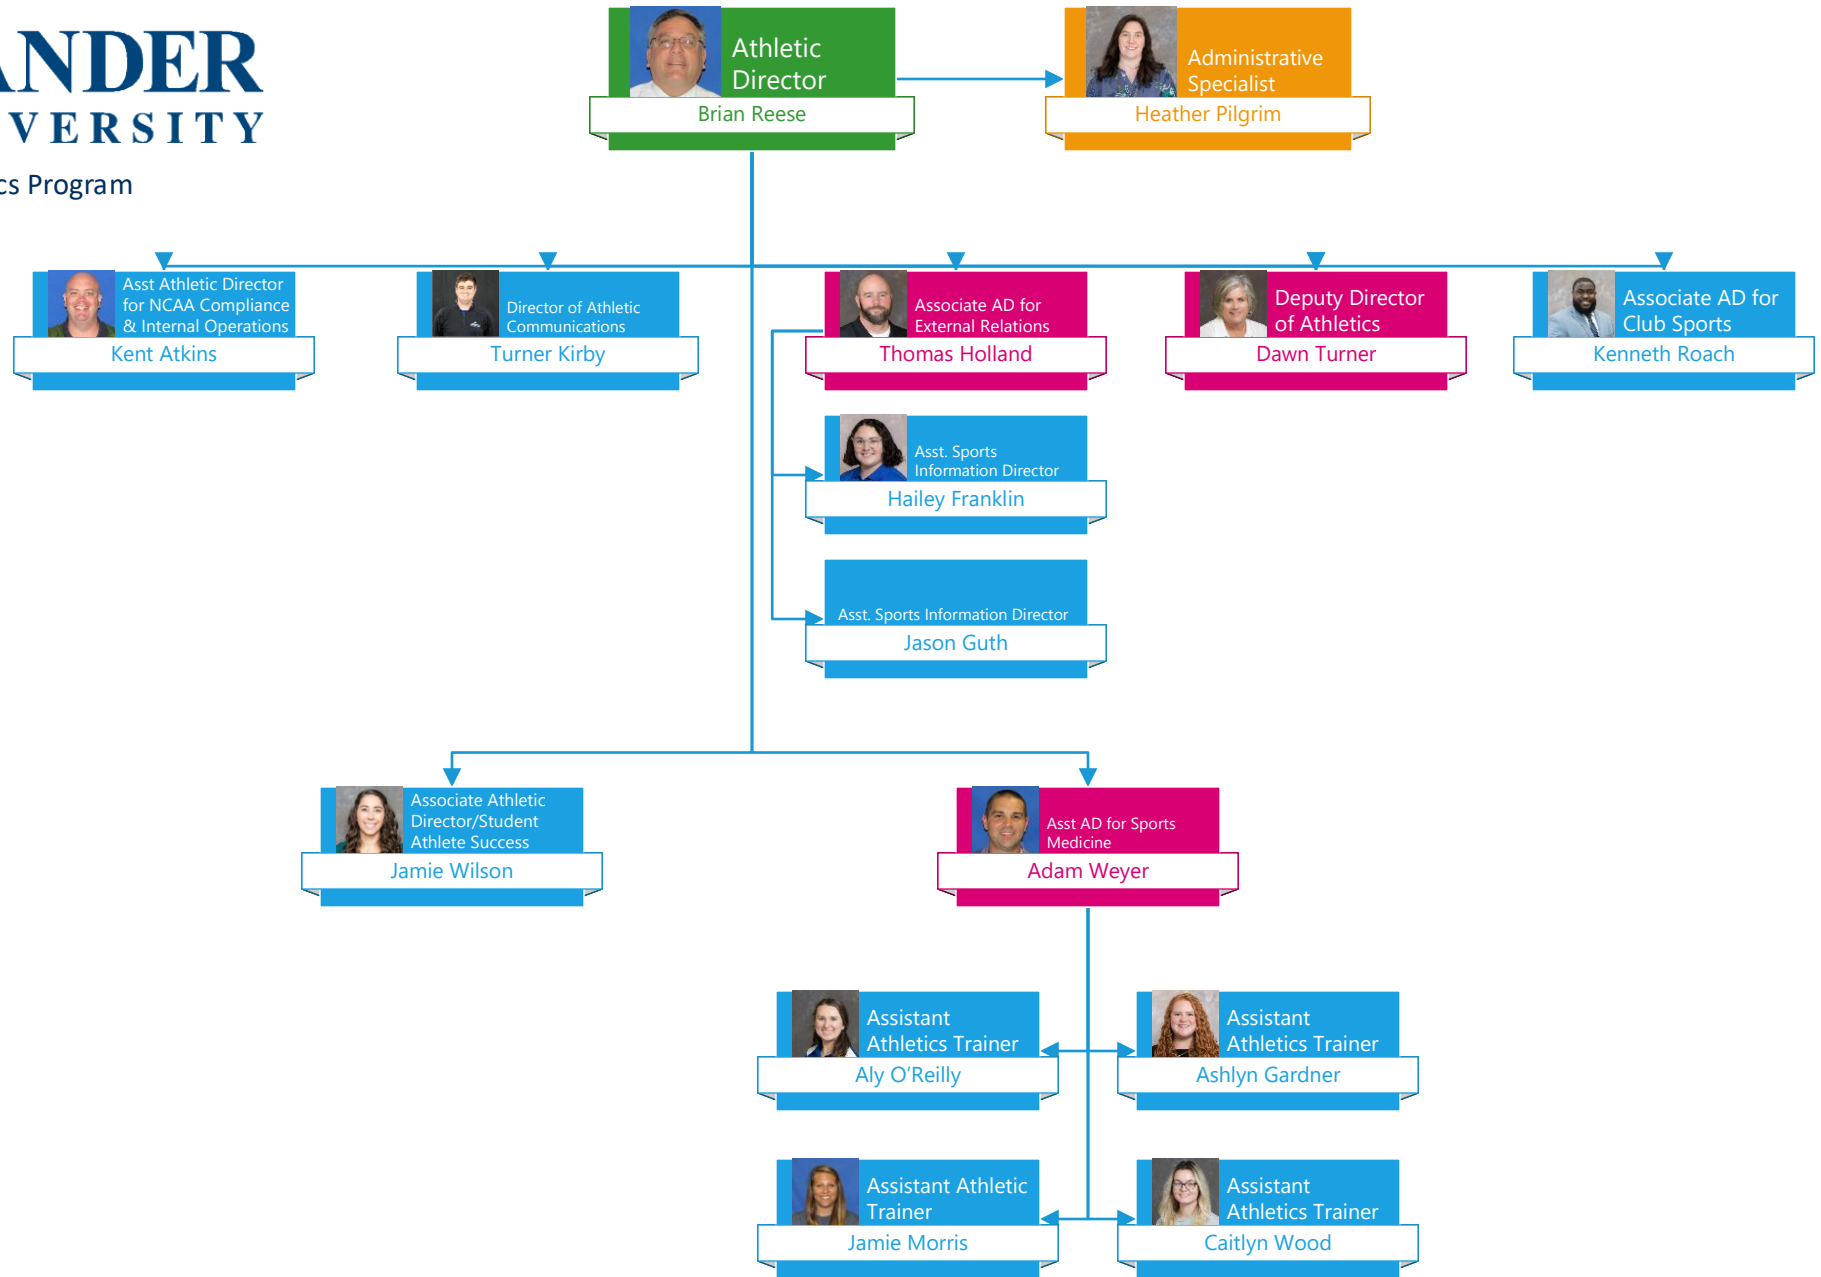 ANDER
VERSITY
cs Program
Athletic
Director
Brian Reese
Administrative
Specialist
Heather Pilgrim
Asst Athletic Director
for NCAA Compliance
& Internal Operations
Kent Atkins
Director of Athletic
Communications
Turner Kirby
Associate AD for
External Relations
Thomas Holland
Deputy Director
of Athletics
Dawn Turner
Associate AD for
Club Sports
Kenneth Roach
Asst. Sports
Information Director
Hailey Franklin
Asst. Sports Information Director
Jason Guth
Associate Athletic
Director/Student
Athlete Success
Jamie Wilson
Asst AD for Sports
Medicine
Adam Weyer
Assistant
Athletics Trainer
Aly O’Reilly
Assistant
Athletics Trainer
Ashlyn Gardner
Assistant Athletic
Trainer
Jamie Morris
Assistant
Athletics Trainer
Caitlyn Wood